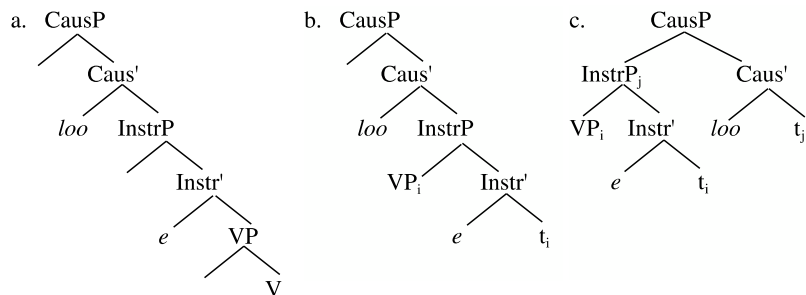 a. CausP b. CausP c. CausP
Caus' Caus' InstrPj Caus'
loo InstrP loo InstrP VPi Instr' loo tj
Instr' VPi Instr' e ti
e VP e ti
V